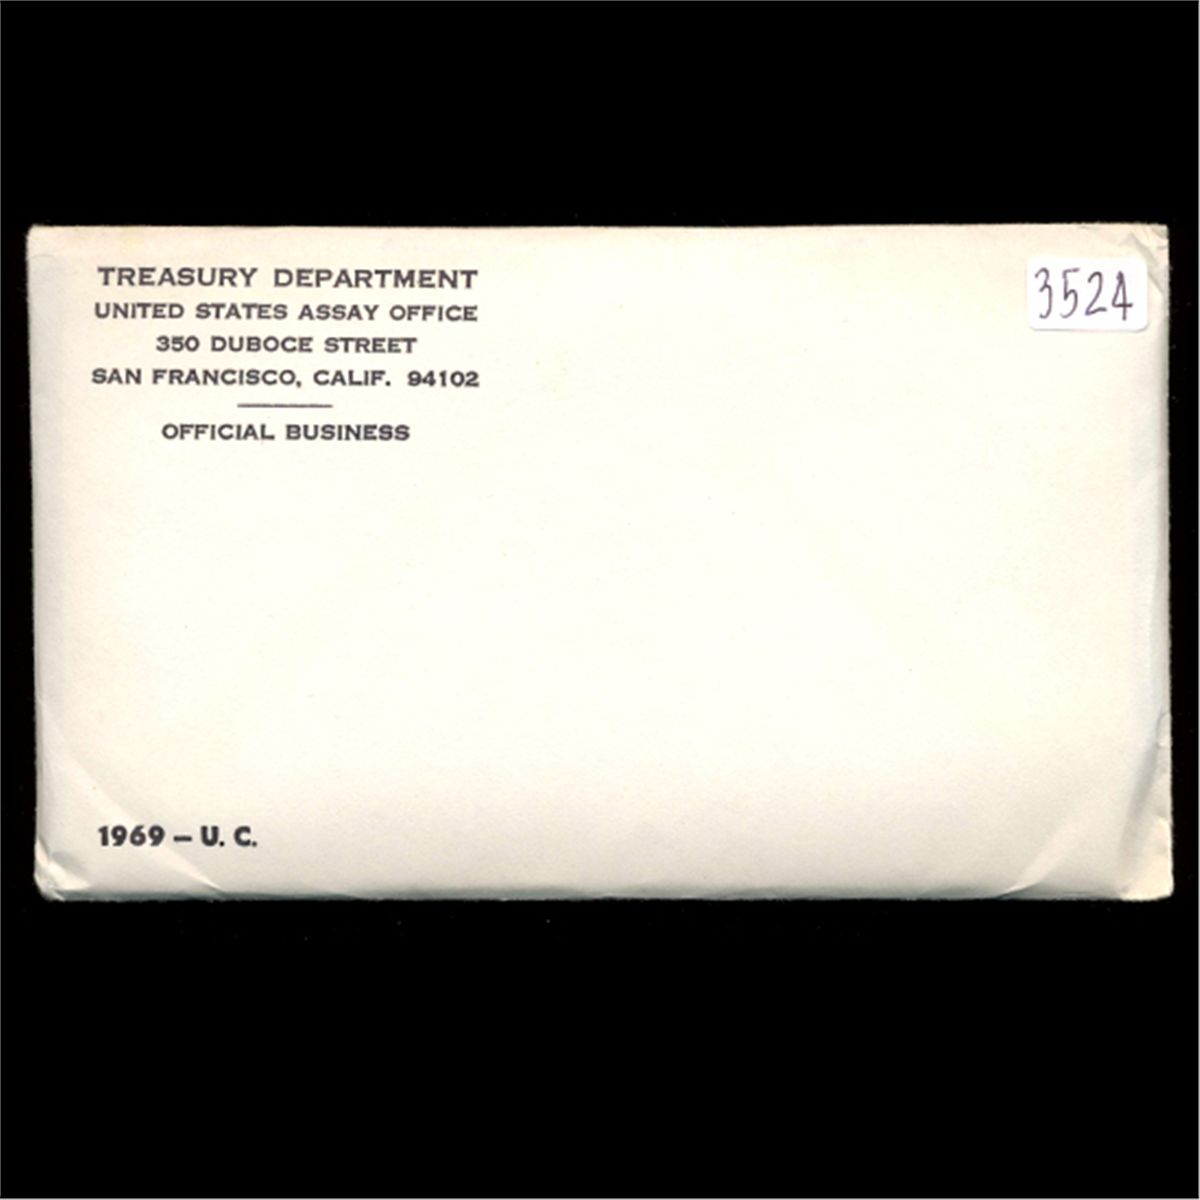 TREASURY DEPARTMENT
UNITED STATES ASSAY OFFICE
350 DUBOCE STREET
SAN FRANCISCO, CALIF. 94102
OFFICIAL BUSINESS
3524
1969 – U. C.